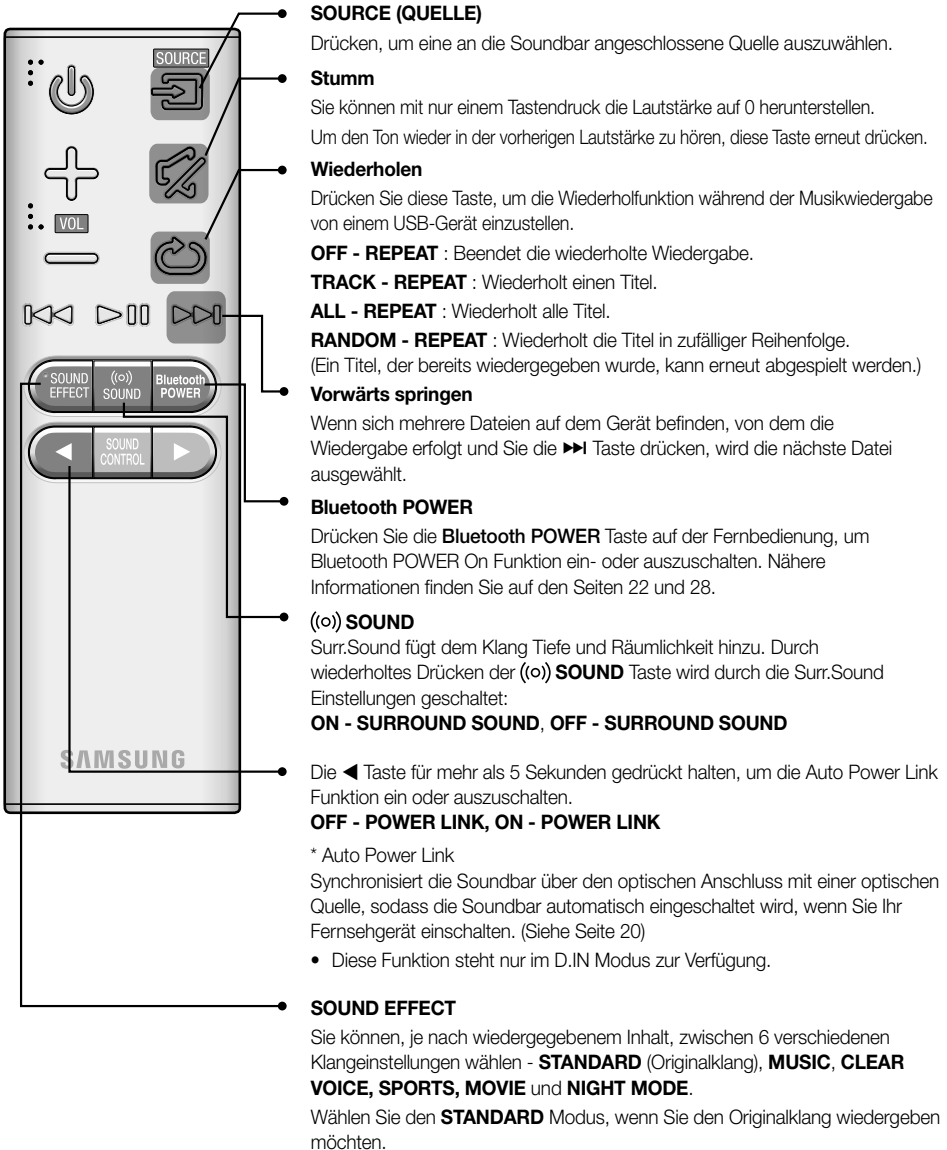 SOURCE (QUELLE)
Drücken, um eine an die Soundbar angeschlossene Quelle auszuwählen.
Stumm
Sie können mit nur einem Tastendruck die Lautstärke auf 0 herunterstellen.
Um den Ton wieder in der vorherigen Lautstärke zu hören, diese Taste erneut drücken.
Wiederholen
Drücken Sie diese Taste, um die Wiederholfunktion während der Musikwiedergabe
von einem USB-Gerät einzustellen.
OFF - REPEAT : Beendet die wiederholte Wiedergabe.
TRACK - REPEAT : Wiederholt einen Titel.
ALL - REPEAT : Wiederholt alle Titel.
RANDOM - REPEAT : Wiederholt die Titel in zufälliger Reihenfolge.
(Ein Titel, der bereits wiedergegeben wurde, kann erneut abgespielt werden.)
Vorwärts springen
Wenn sich mehrere Dateien auf dem Gerät befinden, von dem die
Wiedergabe erfolgt und Sie die ▶▶| Taste drücken, wird die nächste Datei
ausgewählt.
Bluetooth POWER
Drücken Sie die Bluetooth POWER Taste auf der Fernbedienung, um
Bluetooth POWER On Funktion ein- oder auszuschalten. Nähere
Informationen finden Sie auf den Seiten 22 und 28.
((o)) SOUND
Surr.Sound fügt dem Klang Tiefe und Räumlichkeit hinzu. Durch
wiederholtes Drücken der ((o)) SOUND Taste wird durch die Surr.Sound
Einstellungen geschaltet:
ON - SURROUND SOUND, OFF - SURROUND SOUND
Die ◀ Taste für mehr als 5 Sekunden gedrückt halten, um die Auto Power Link
Funktion ein oder auszuschalten.
OFF - POWER LINK, ON - POWER LINK
* Auto Power Link
Synchronisiert die Soundbar über den optischen Anschluss mit einer optischen
Quelle, sodass die Soundbar automatisch eingeschaltet wird, wenn Sie Ihr
Fernsehgerät einschalten. (Siehe Seite 20)
• Diese Funktion steht nur im D.IN Modus zur Verfügung.
SOUND EFFECT
Sie können, je nach wiedergegebenem Inhalt, zwischen 6 verschiedenen
Klangeinstellungen wählen - STANDARD (Originalklang), MUSIC, CLEAR
VOICE, SPORTS, MOVIE und NIGHT MODE.
Wählen Sie den STANDARD Modus, wenn Sie den Originalklang wiedergeben
möchten.
SOURCE
VOL
* SOUND
EFFECT
((o))
SOUND
Bluetooth
POWER
SOUND
CONTROL
SAMSUNG